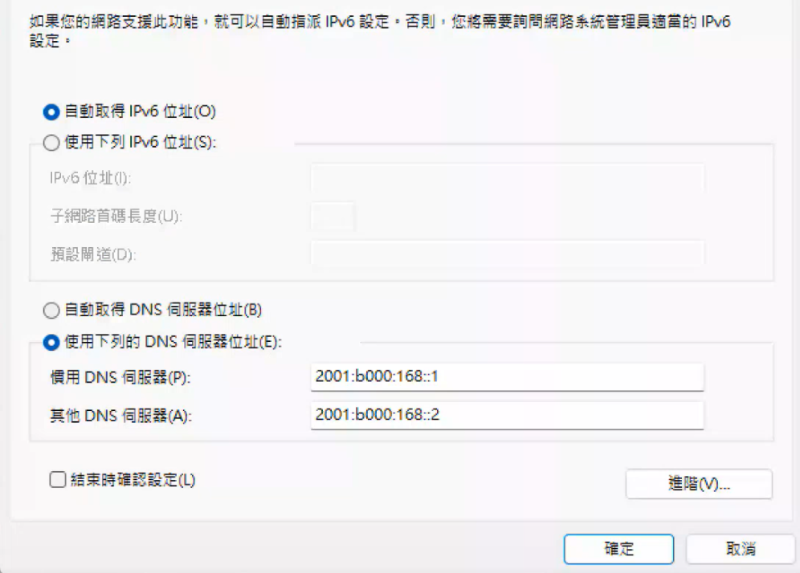 如果您的網路支援此功能，就可以自動指派 IPv6 設定。否則，您將需要詢問網路系統管理員適當的 IPv6
設定。
自動取得 IPv6 位址(O)
使用下列 IPv6 位址(S):
IPv6 位址(I):
子網路首碼長度(U):
預設閘道(D):
自動取得 DNS 伺服器位址(B)
使用下列的 DNS 伺服器位址(E):
慣用 DNS 伺服器(P): 2001:b000:168::1
其他 DNS 伺服器(A): 2001:b000:168::2
結束時確認設定(L)
進階(V)...
確定 取消